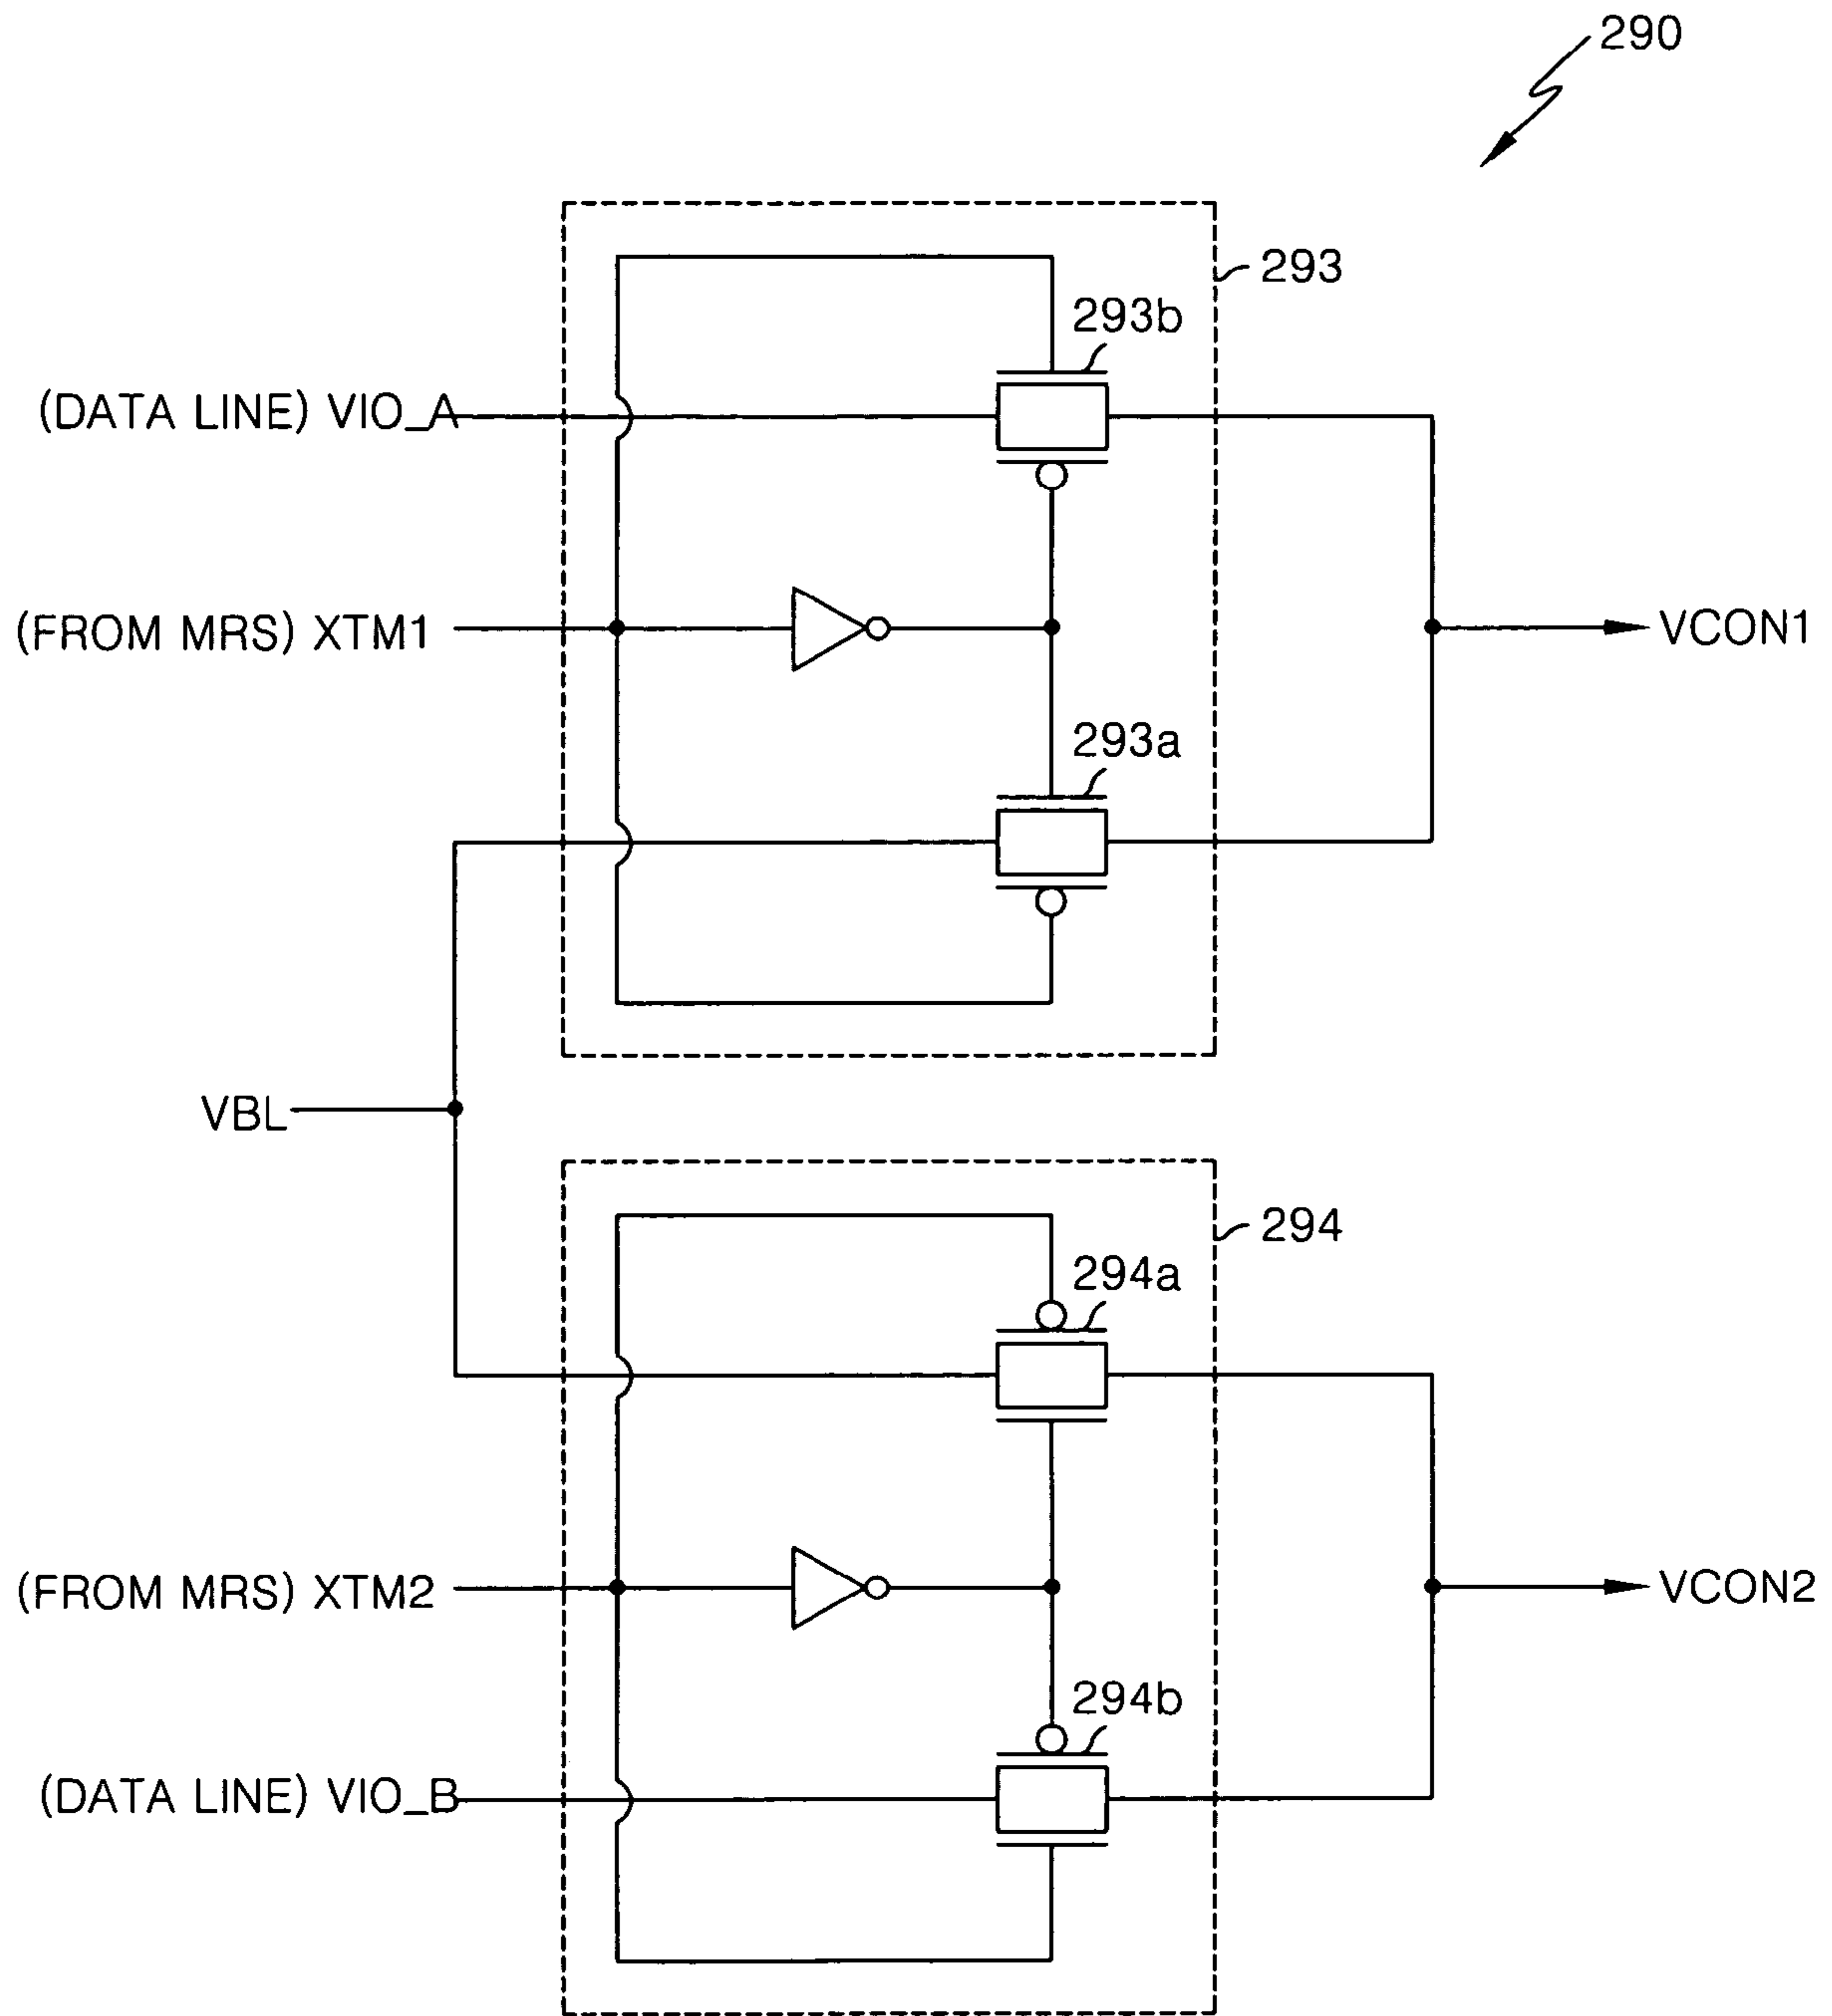 290
293
293b
(DATA LINE) VIO_A
(FROM MRS) XTM1
VCON1
293a
VBL
294
294a
(FROM MRS) XTM2
VCON2
294b
(DATA LINE) VIO_B